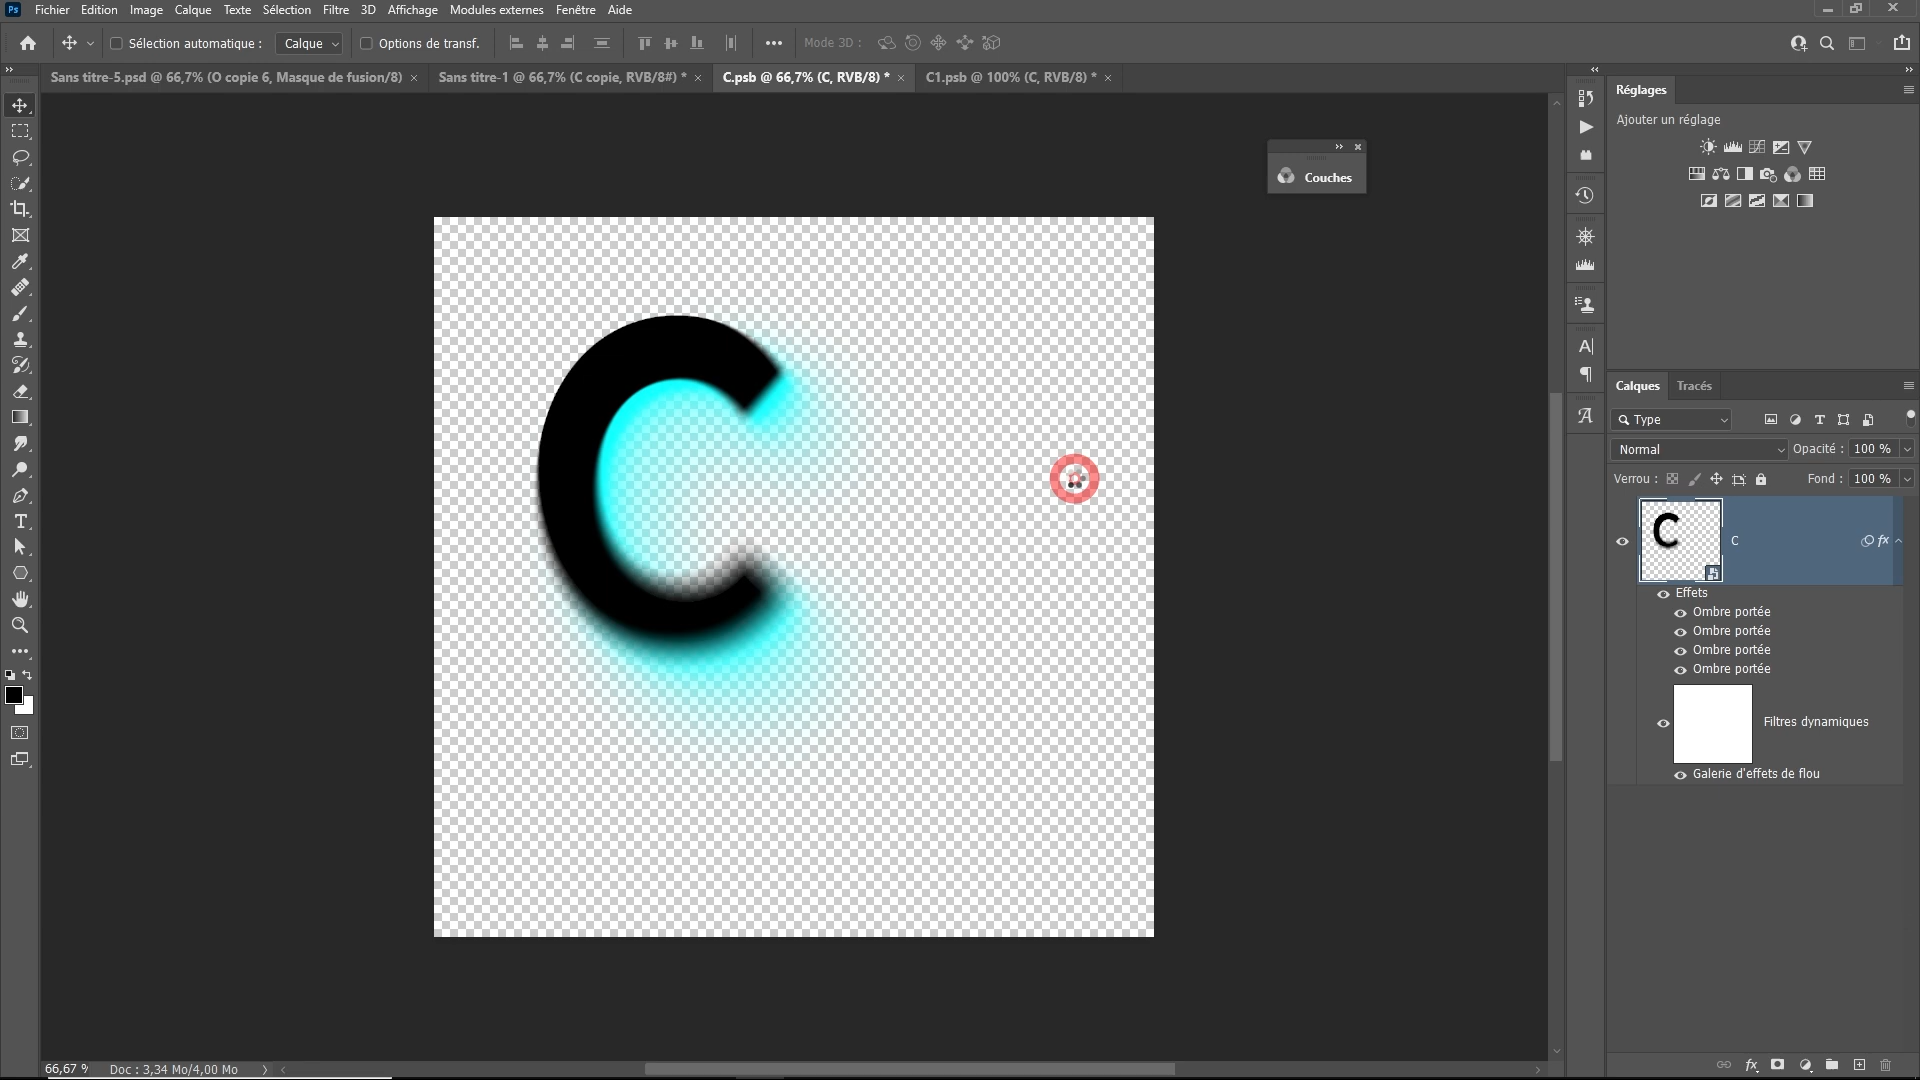 Ps Fichier Edition Image Calque Texte Sélection Filtre 3D Affichage Modules externes Fenêtre Aide
Sélection automatique : Calque Options de transf. Mode 3D :
Sans titre-5.psd @ 66,7% (O copie 6, Masque de fusion/8) × Sans titre-1 @ 66,7% (C copie, RVB/8#) * × C.psb @ 66,7% (C, RVB/8) * × C1.psb @ 100% (C, RVB/8) * ×
Réglages
Ajouter un réglage
Couches
C
Calques Tracés
Type
Normal Opacité : 100 %
Verrou : Fond : 100 %
C C fx
Effets
Ombre portée
Ombre portée
Ombre portée
Ombre portée
Filtres dynamiques
Galerie d'effets de flou
66,67 % Doc : 3,34 Mo/4,00 Mo
fx